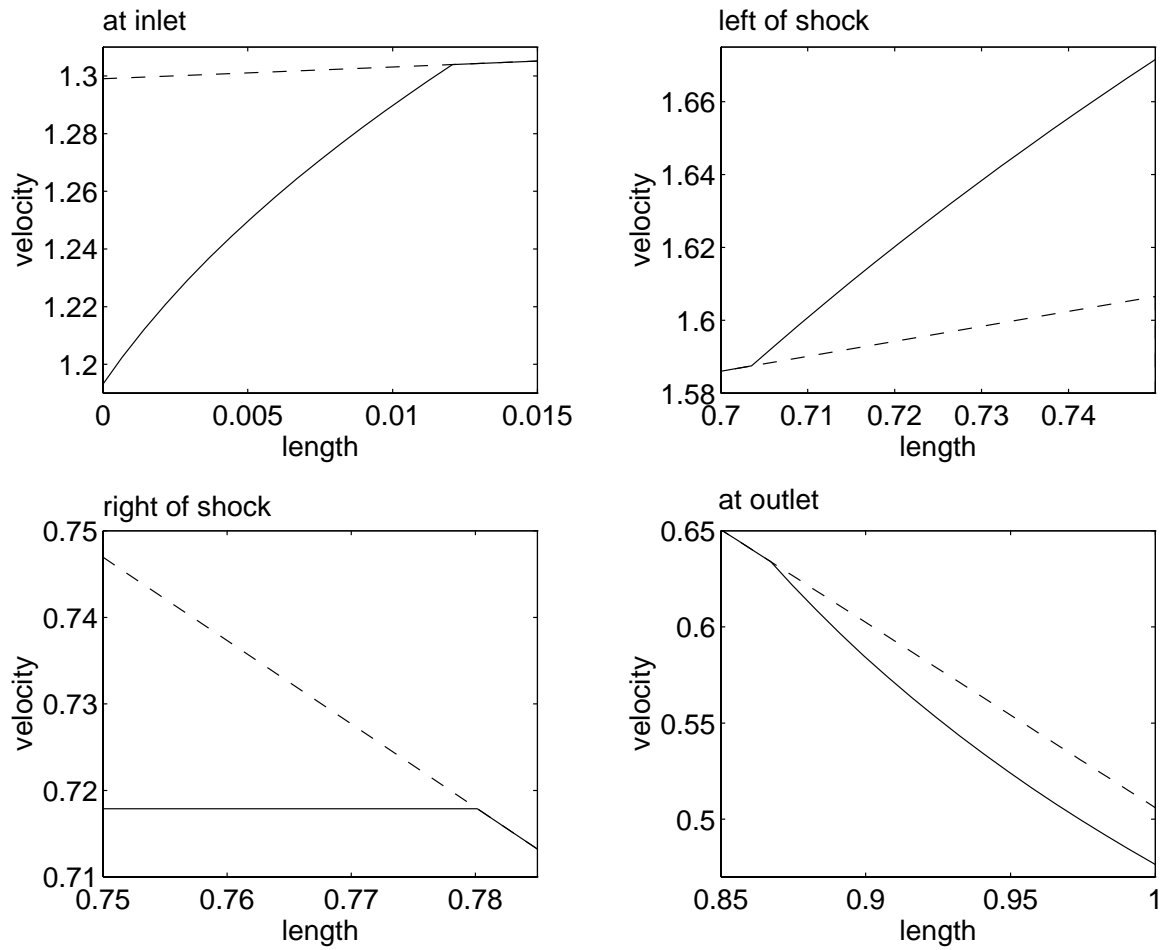 at inlet
1.3
1.28
1.26
1.24
1.22
1.2
velocity
0 0.005 0.01 0.015
length
left of shock
1.66
1.64
1.62
1.6
1.58
velocity
0.7 0.71 0.72 0.73 0.74
length
right of shock
0.75
0.74
0.73
0.72
0.71
velocity
0.75 0.76 0.77 0.78
length
at outlet
0.65
0.6
0.55
0.5
velocity
0.85 0.9 0.95 1
length